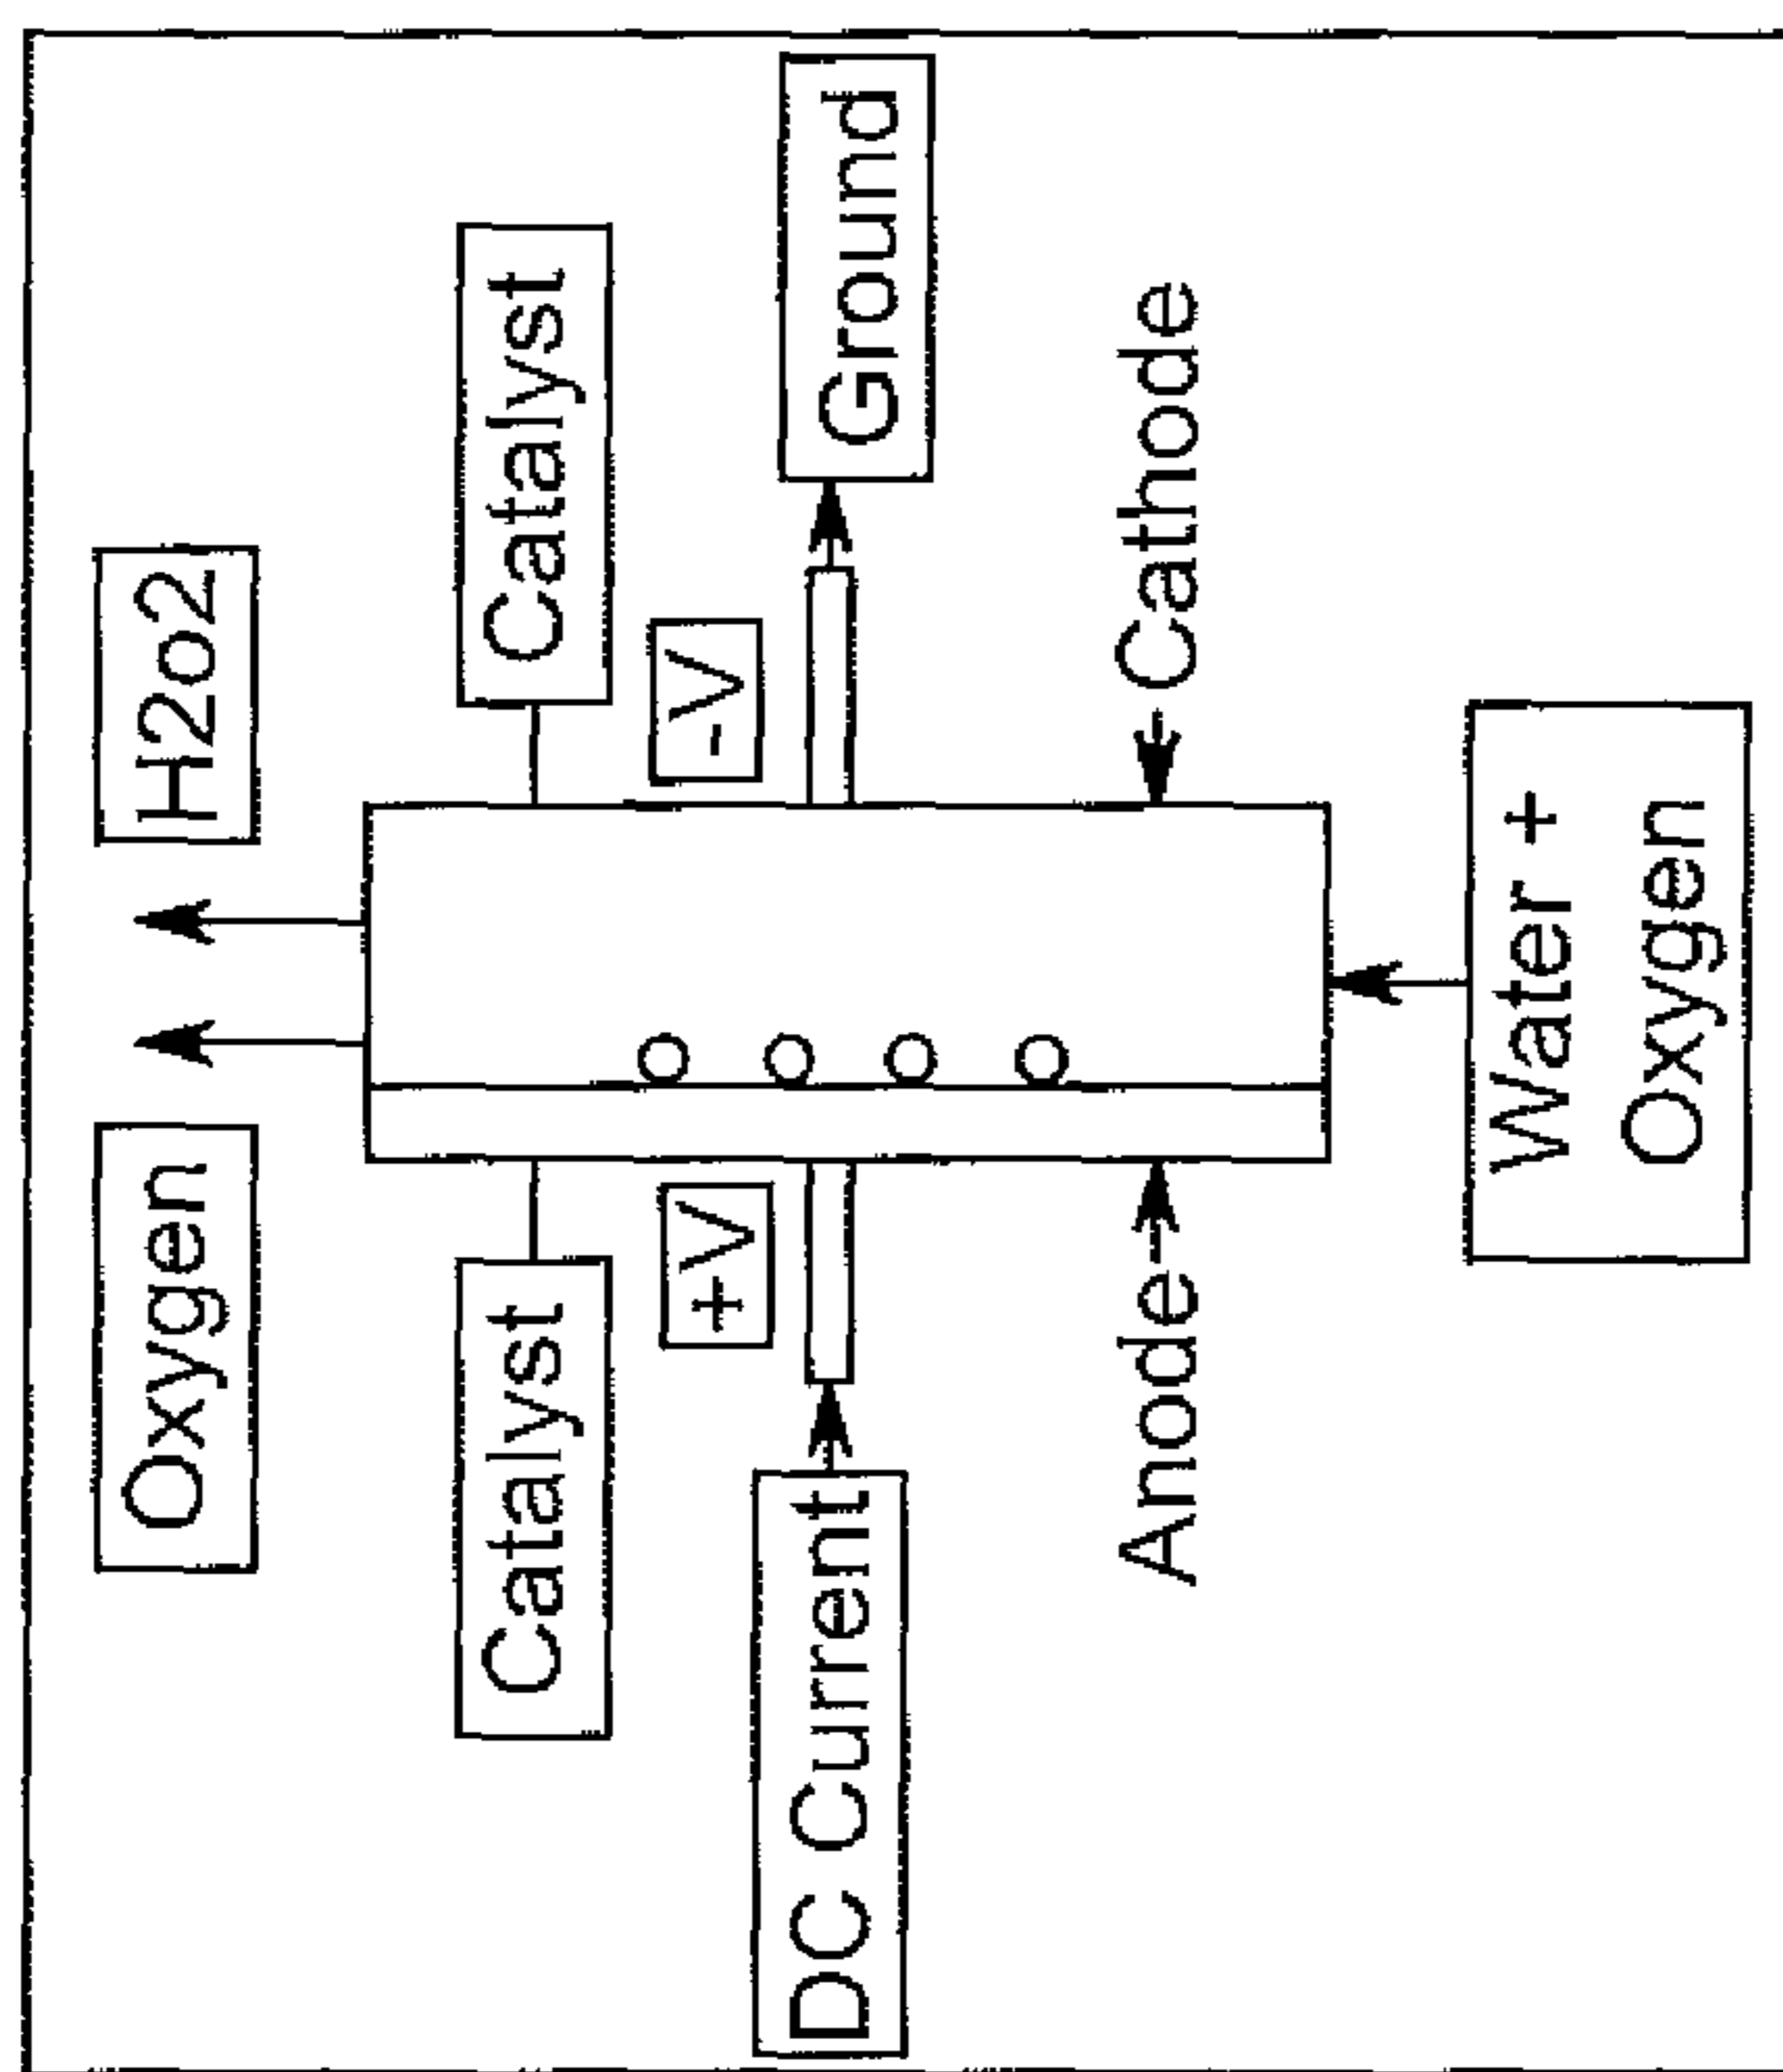 Oxygen
H2o2
Catalyst
Catalyst
+V
-V
DC Current
Ground
Anode
Cathode
Water +
Oxygen